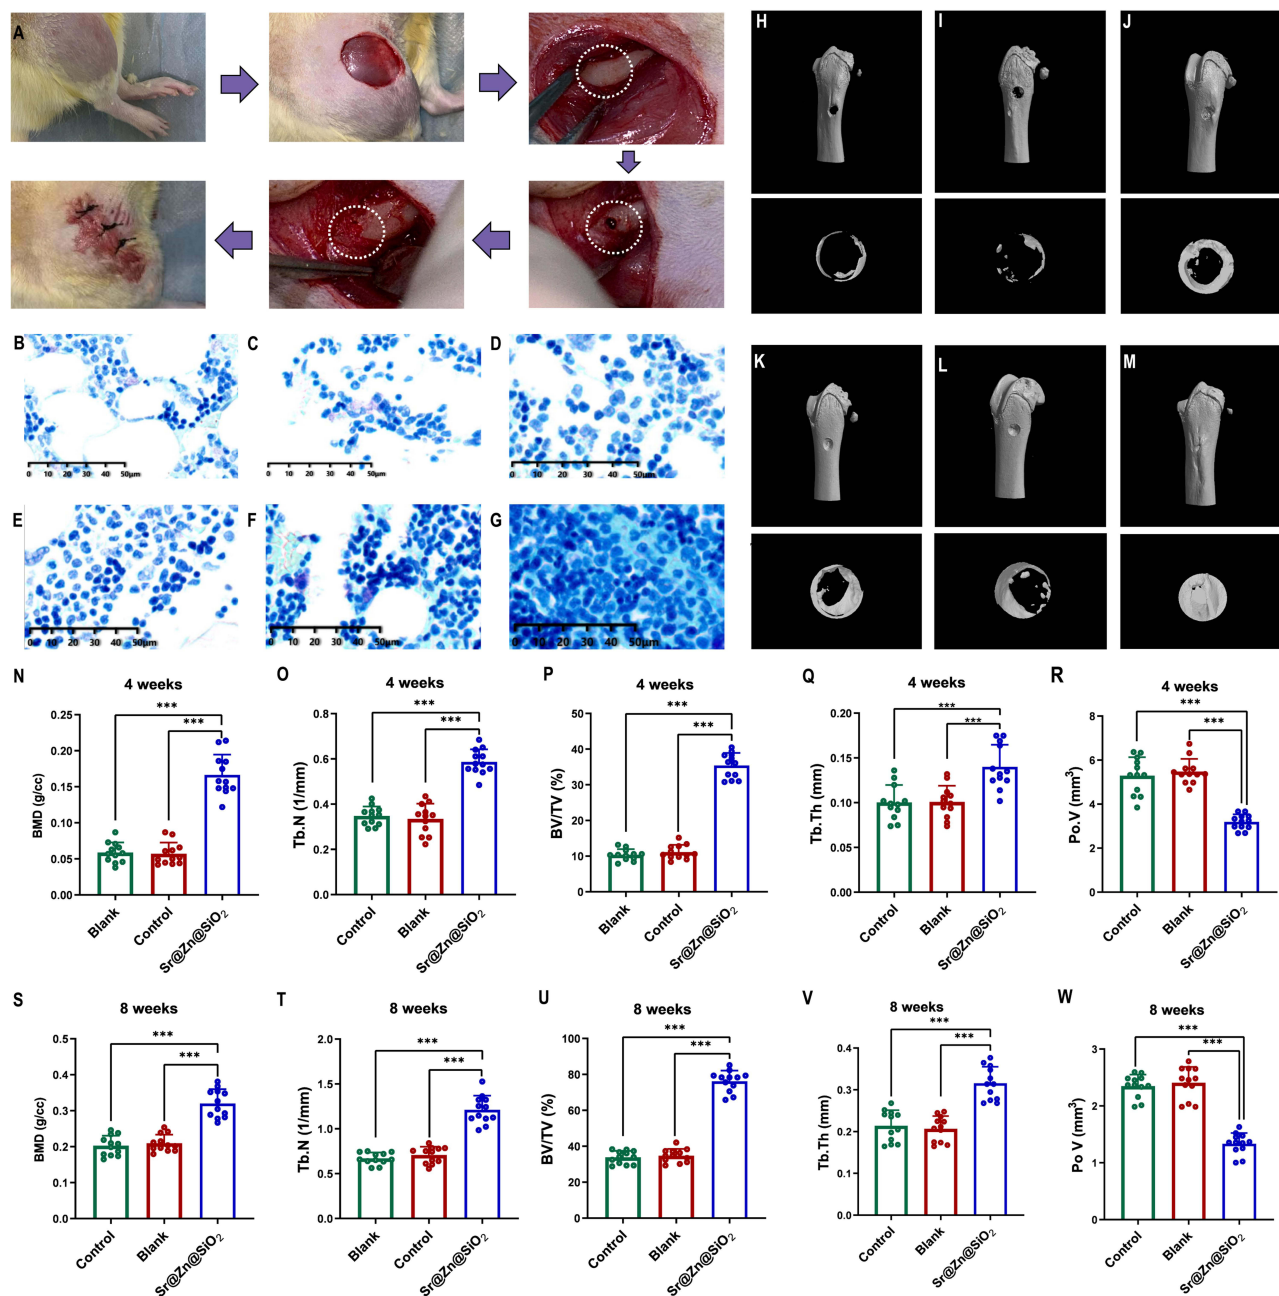 A
H
I
J
B
C
D
0 10 20 30 40 50μm
0 10 20 30 40 50μm
0 10 20 30 40 50μm
K
L
M
E
F
G
0 10 20 30 40 50μm
0 10 20 30 40 50μm
0 10 20 30 40 50μm
N
4 weeks
BMD (g/cc)
0.25
0.20
0.15
0.10
0.05
0.00
***
***
Blank
Control
Sr@Zn@SiO2
O
4 weeks
Tb.N (1/mm)
0.8
0.6
0.4
0.2
0.0
***
***
Control
Blank
Sr@Zn@SiO2
P
4 weeks
BV/TV (%)
50
40
30
20
10
0
***
***
Blank
Control
Sr@Zn@SiO2
Q
4 weeks
Tb.Th (mm)
0.20
0.15
0.10
0.05
0.00
***
***
Control
Blank
Sr@Zn@SiO2
R
4 weeks
Po.V (mm3)
8
6
4
2
0
***
***
Control
Blank
Sr@Zn@SiO2
S
8 weeks
BMD (g/cc)
0.5
0.4
0.3
0.2
0.1
0.0
***
***
Control
Blank
Sr@Zn@SiO2
T
8 weeks
Tb.N (1/mm)
2.0
1.5
1.0
0.5
0.0
***
***
Blank
Control
Sr@Zn@SiO2
U
8 weeks
BV/TV (%)
100
80
60
40
20
0
***
***
Control
Blank
Sr@Zn@SiO2
V
8 weeks
Tb.Th (mm)
0.4
0.3
0.2
0.1
0.0
***
***
Control
Blank
Sr@Zn@SiO2
W
8 weeks
Po V (mm3)
3
2
1
0
***
***
Control
Blank
Sr@Zn@SiO2